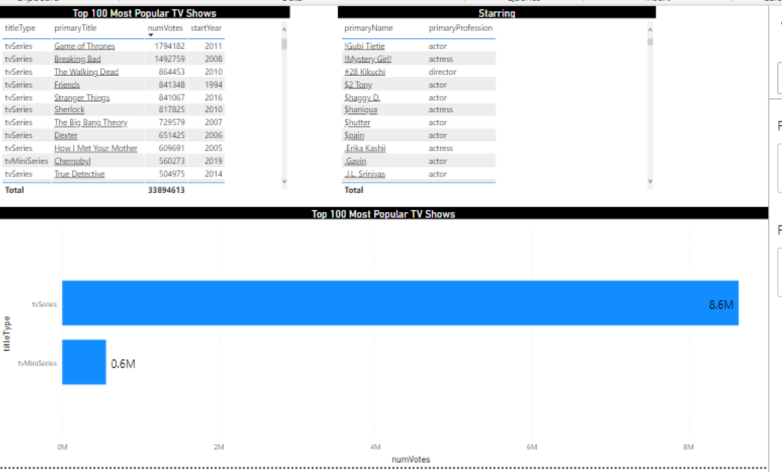 Top 100 Most Popular TV Shows
titleType primaryTitle numVotes startYear
tvSeries Game of Thrones 1794182 2011
tvSeries Breaking Bad 1492759 2008
tvSeries The Walking Dead 864453 2010
tvSeries Friends 841348 1994
tvSeries Stranger Things 841067 2016
tvSeries Sherlock 817825 2010
tvSeries The Big Bang Theory 729579 2007
tvSeries Dexter 651425 2006
tvSeries How I Met Your Mother 609691 2005
tvMiniSeries Chernobyl 560273 2019
tvSeries True Detective 504975 2014
Total 33894613
Starring
primaryName primaryProfession
!Gubi Tietie actor
!Mystery Girl! actress
#28 Kikuchi director
$2 Tony actor
$haggy D. actor
$haniqua actress
$hutter actor
$pain actor
.Erika Kashii actress
.Gavin actor
.J.L. Srinivas actor
Total
Top 100 Most Popular TV Shows
titleType
tvSeries 8.6M
tvMiniSeries 0.6M
0M 2M 4M 6M 8M
numVotes